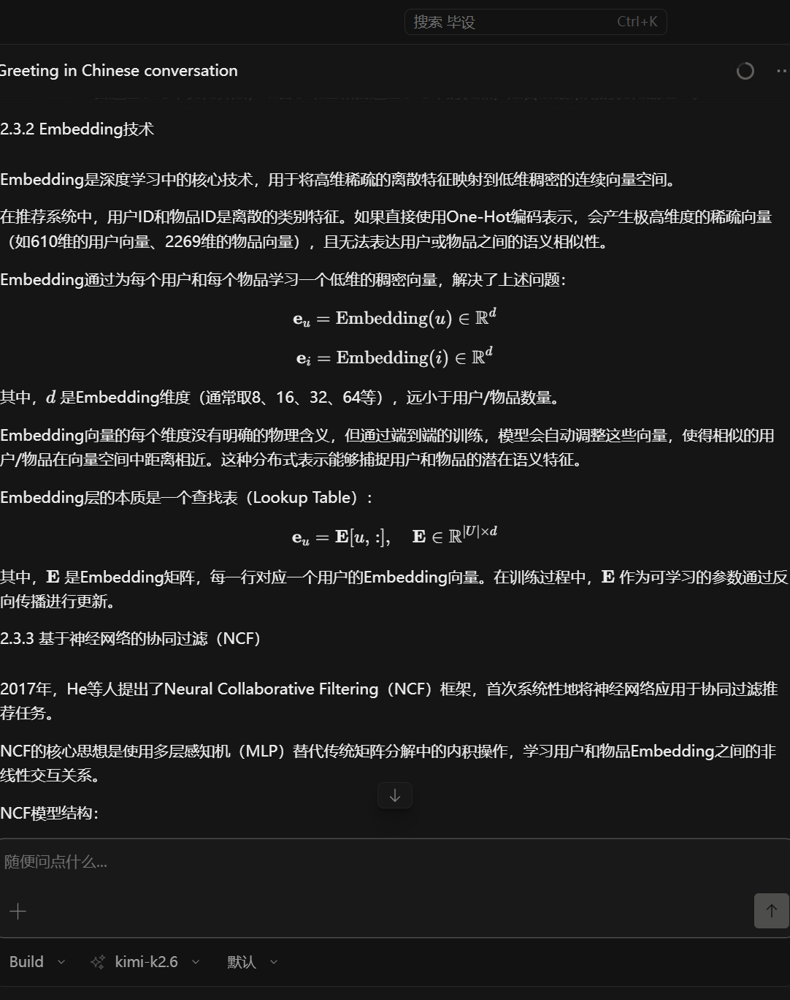 搜索 毕设 Ctrl+K
Greeting in Chinese conversation
2.3.2 Embedding技术
Embedding是深度学习中的核心技术，用于将高维稀疏的离散特征映射到低维稠密的连续向量空间。
在推荐系统中，用户ID和物品ID是离散的类别特征。如果直接使用One-Hot编码表示，会产生极高维度的稀疏向量
（如610维的用户向量、2269维的物品向量），且无法表达用户或物品之间的语义相似性。
Embedding通过为每个用户和每个物品学习一个低维的稠密向量，解决了上述问题：
e_u = Embedding(u) ∈ ℝ^d
e_i = Embedding(i) ∈ ℝ^d
其中，d 是Embedding维度（通常取8、16、32、64等），远小于用户/物品数量。
Embedding向量的每个维度没有明确的物理含义，但通过端到端的训练，模型会自动调整这些向量，使得相似的用
户/物品在向量空间中距离相近。这种分布式表示能够捕捉用户和物品的潜在语义特征。
Embedding层的本质是一个查找表（Lookup Table）：
e_u = E[u, :], E ∈ ℝ^{|U|×d}
其中，E 是Embedding矩阵，每一行对应一个用户的Embedding向量。在训练过程中，E 作为可学习的参数通过反
向传播进行更新。
2.3.3 基于神经网络的协同过滤（NCF）
2017年，He等人提出了Neural Collaborative Filtering（NCF）框架，首次系统性地将神经网络应用于协同过滤推
荐任务。
NCF的核心思想是使用多层感知机（MLP）替代传统矩阵分解中的内积操作，学习用户和物品Embedding之间的非
线性交互关系。
NCF模型结构：
随便问点什么...
Build kimi-k2.6 默认